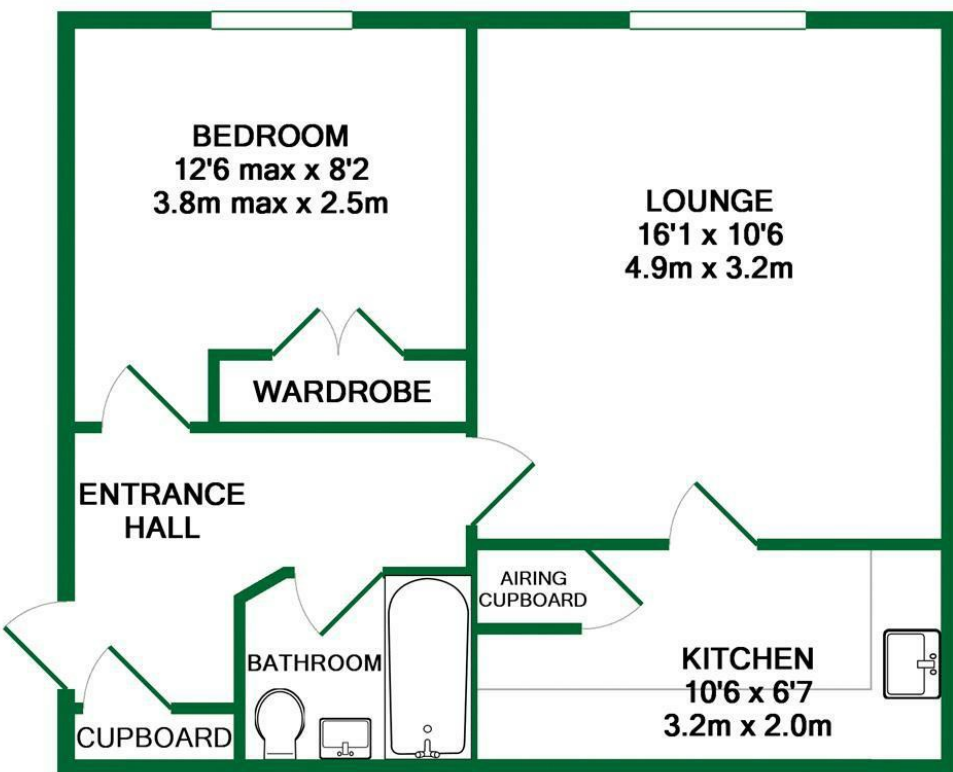 BEDROOM
12'6 max x 8'2
3.8m max x 2.5m
LOUNGE
16'1 x 10'6
4.9m x 3.2m
WARDROBE
ENTRANCE
HALL
AIRING
CUPBOARD
BATHROOM
KITCHEN
10'6 x 6'7
3.2m x 2.0m
CUPBOARD